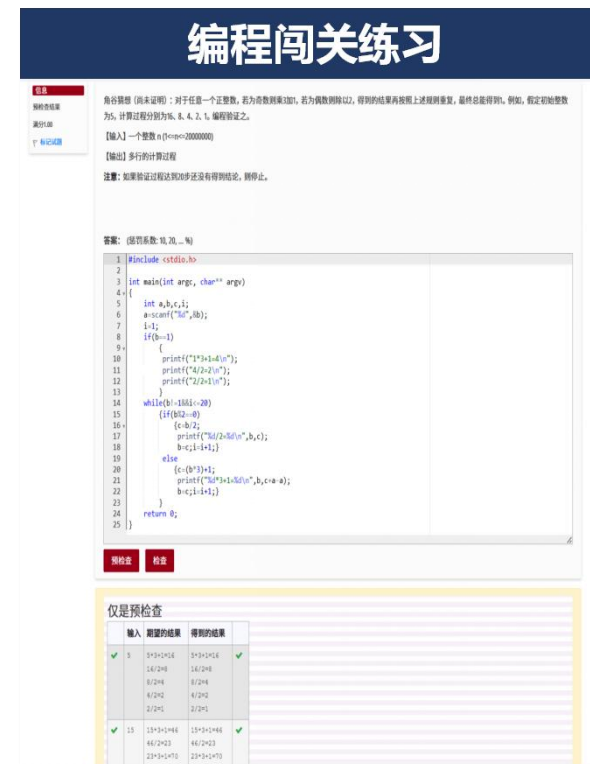 编程闯关练习
信息
预检查结果
满分1.00
标记试题
角谷猜想（尚未证明）：对于任意一个正整数，若为奇数则乘3加1，若为偶数则除以2，得到的结果再按照上述规则重复，最终总能得到1。例如，假定初始整数
为5，计算过程分别为16、8、4、2、1。编程验证之。
【输入】一个整数 n (1<=n<=20000000)
【输出】多行的计算过程
注意：如果验证过程达到20步还没有得到结论，则停止。
答案： (惩罚系数: 10, 20, ... %)
1 #include <stdio.h>
2
3 int main(int argc, char** argv)
4 {
5 int a,b,c,i;
6 a=scanf("%d",&b);
7 i=1;
8 if(b==1)
9 {
10 printf("1*3+1=4\n");
11 printf("4/2=2\n");
12 printf("2/2=1\n");
13 }
14 while(b!=1&&i<=20)
15 {if(b%2==0)
16 {c=b/2;
17 printf("%d/2=%d\n",b,c);
18 b=c;i=i+1;}
19 else
20 {c=(b*3)+1;
21 printf("%d*3+1=%d\n",b,c+a-a);
22 b=c;i=i+1;}
23 }
24 return 0;
25 }
预检查 检查
仅是预检查
输入 期望的结果 得到的结果
5 5*3+1=16 5*3+1=16
16/2=8 16/2=8
8/2=4 8/2=4
4/2=2 4/2=2
2/2=1 2/2=1
15 15*3+1=46 15*3+1=46
46/2=23 46/2=23
23*3+1=70 23*3+1=70